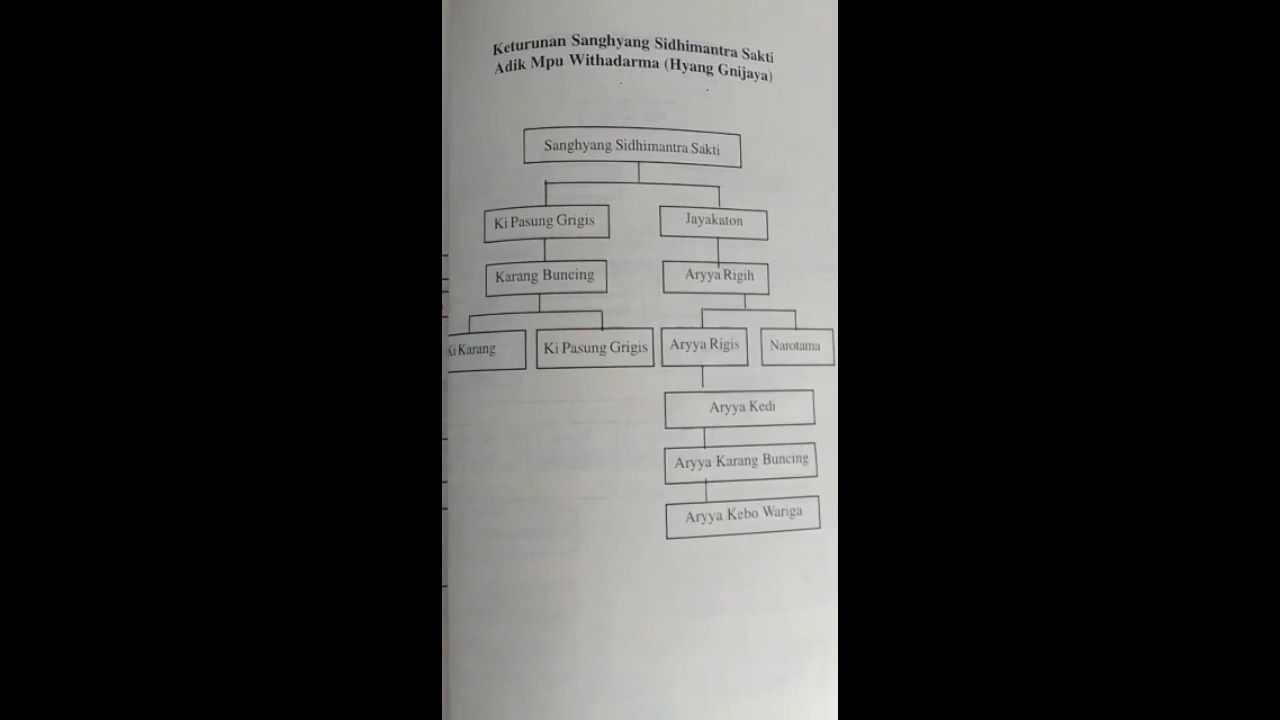 Keturunan Sanghyang Sidhimantra Sakti
Adik Mpu Withadarma (Hyang Gnijaya)
Sanghyang Sidhimantra Sakti
Ki Pasung Grigis
Jayakaton
Karang Buncing
Aryya Rigih
Ki Karang
Ki Pasung Grigis
Aryya Rigis
Narotama
Aryya Kedi
Aryya Karang Buncing
Aryya Kebo Wariga